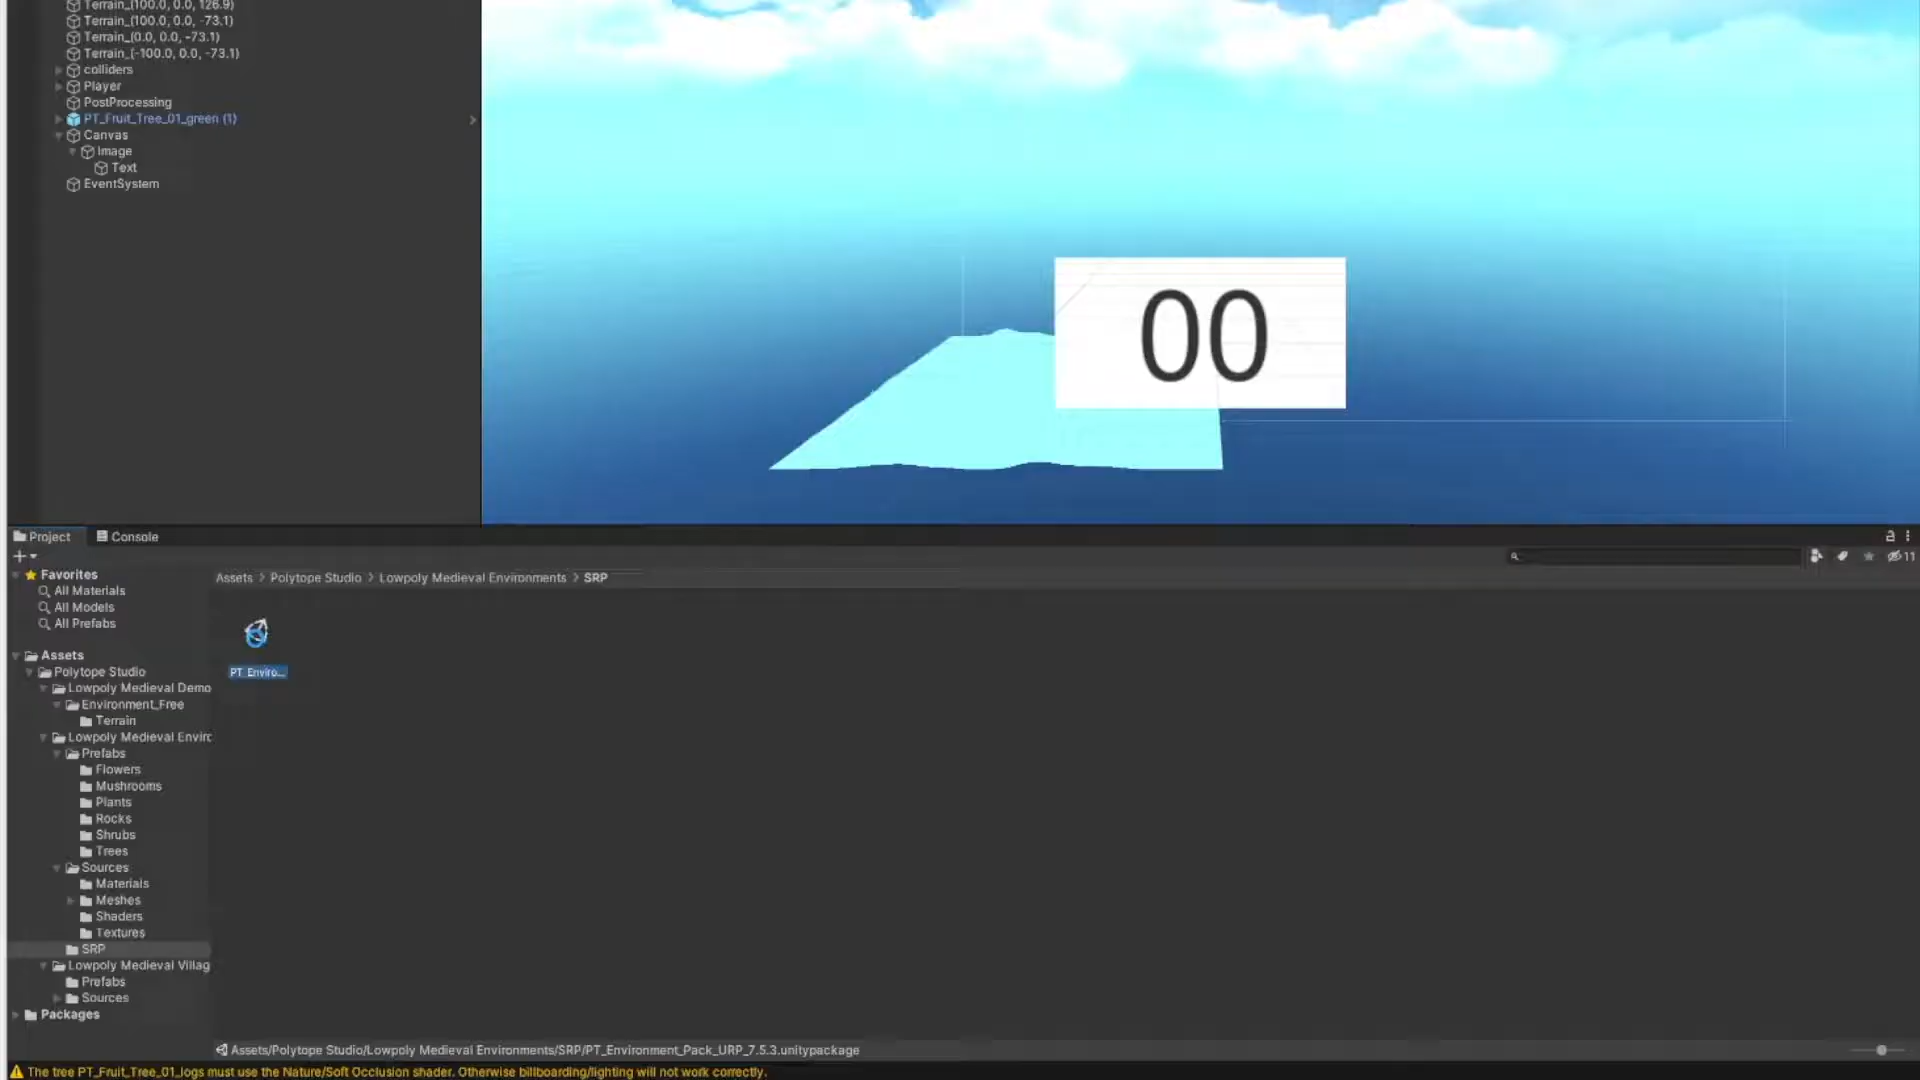 Terrain_(100.0, 0.0, 126.9)
Terrain_(100.0, 0.0, -73.1)
Terrain_(0.0, 0.0, -73.1)
Terrain_(-100.0, 0.0, -73.1)
colliders
Player
PostProcessing
PT_Fruit_Tree_01_green (1)
Canvas
Image
Text
EventSystem
00
Project
Console
11
Favorites
All Materials
All Models
All Prefabs
Assets
Polytope Studio
Lowpoly Medieval Demo
Environment_Free
Terrain
Lowpoly Medieval Enviro
Prefabs
Flowers
Mushrooms
Plants
Rocks
Shrubs
Trees
Sources
Materials
Meshes
Shaders
Textures
SRP
Lowpoly Medieval Villag
Prefabs
Sources
Packages
Assets > Polytope Studio > Lowpoly Medieval Environments > SRP
PT_Enviro...
Assets/Polytope Studio/Lowpoly Medieval Environments/SRP/PT_Environment_Pack_URP_7.5.3.unitypackage
The tree PT_Fruit_Tree_01_logs must use the Nature/Soft Occlusion shader. Otherwise billboarding/lighting will not work correctly.